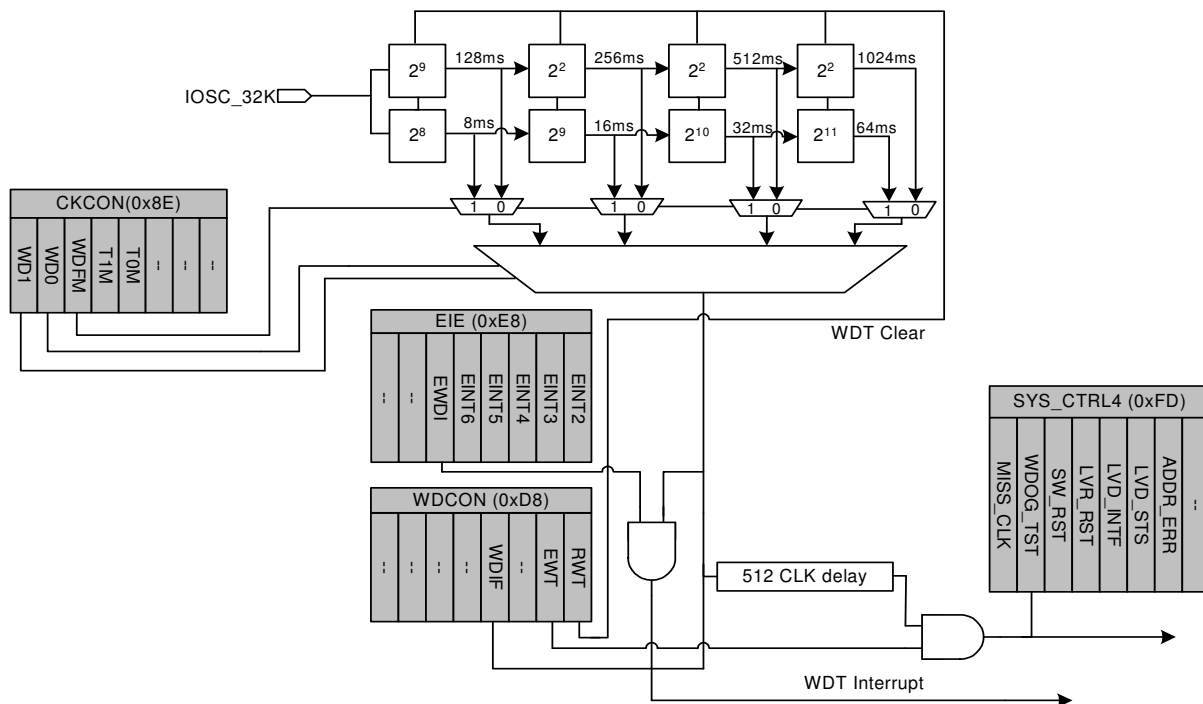 2⁹
128ms
2²
256ms
2²
512ms
2²
1024ms
IOSC_32K
2⁸
8ms
2⁹
16ms
2¹⁰
32ms
2¹¹
64ms
1 0
1 0
1 0
1 0
CKCON(0x8E)
WD1
WD0
WDFM
T1M
T0M
--
--
--
WDT Clear
EIE (0xE8)
--
--
EWDI
EINT6
EINT5
EINT4
EINT3
EINT2
WDCON (0xD8)
--
--
--
--
WDIF
--
EWT
RWT
512 CLK delay
SYS_CTRL4 (0xFD)
MISS_CLK
WDOG_TST
SW_RST
LVR_RST
LVD_INTF
LVD_STS
ADDR_ERR
--
WDT Interrupt